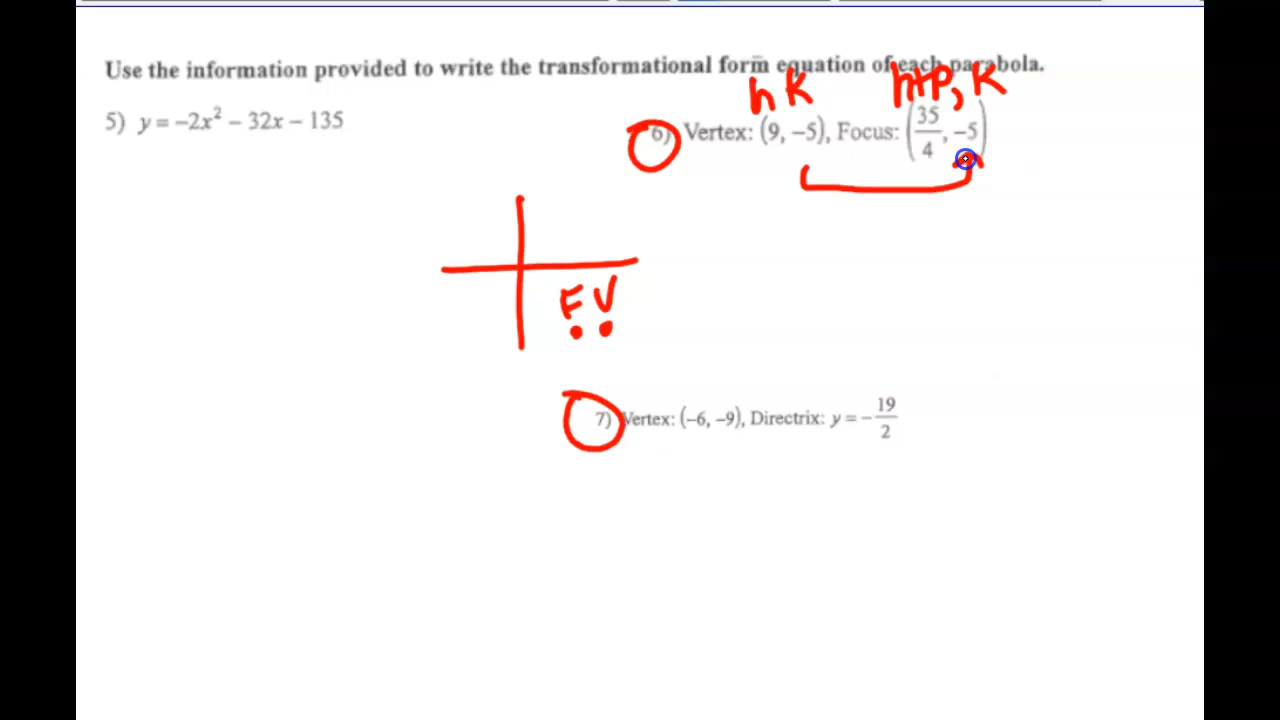 Use the information provided to write the transformational form equation of each parabola.
h k h+p, k
5) y = −2x² − 32x − 135
6) Vertex: (9, −5), Focus: (35/4, −5)
F V
7) Vertex: (−6, −9), Directrix: y = −19/2